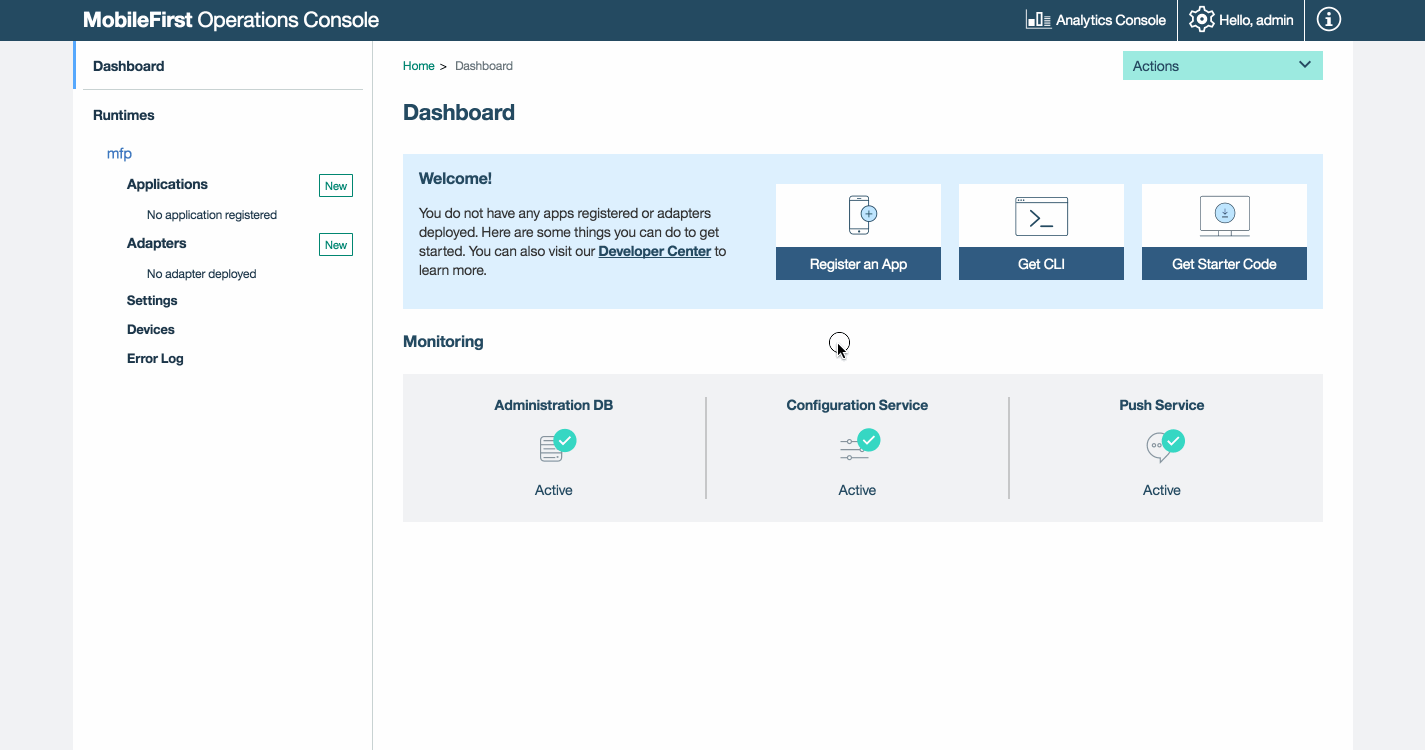 MobileFirst Operations Console
Analytics Console
Hello, admin
Dashboard
Runtimes
mfp
Applications
New
No application registered
Adapters
New
No adapter deployed
Settings
Devices
Error Log
Home > Dashboard
Actions
Dashboard
Welcome!
You do not have any apps registered or adapters
deployed. Here are some things you can do to get
started. You can also visit our Developer Center to
learn more.
Register an App
Get CLI
Get Starter Code
Monitoring
Administration DB
Active
Configuration Service
Active
Push Service
Active